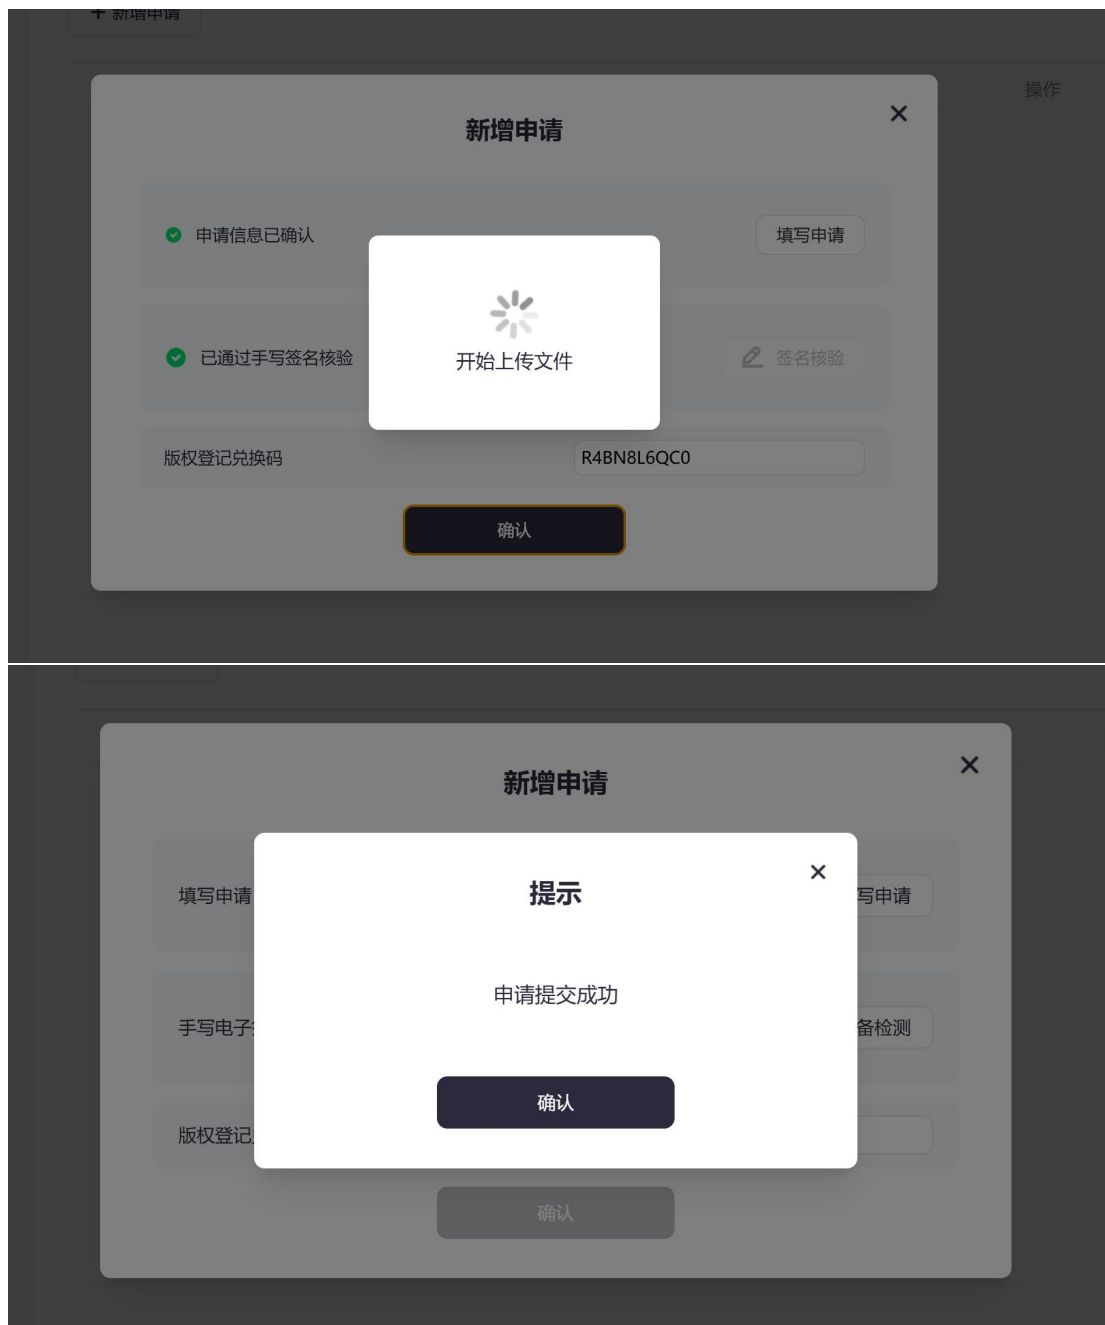 + 新增申请
操作
新增申请
申请信息已确认
填写申请
开始上传文件
已通过手写签名核验
签名核验
版权登记兑换码
R4BN8L6QC0
确认
新增申请
提示
填写申请
写申请
申请提交成功
手写电子
备检测
确认
版权登记
确认